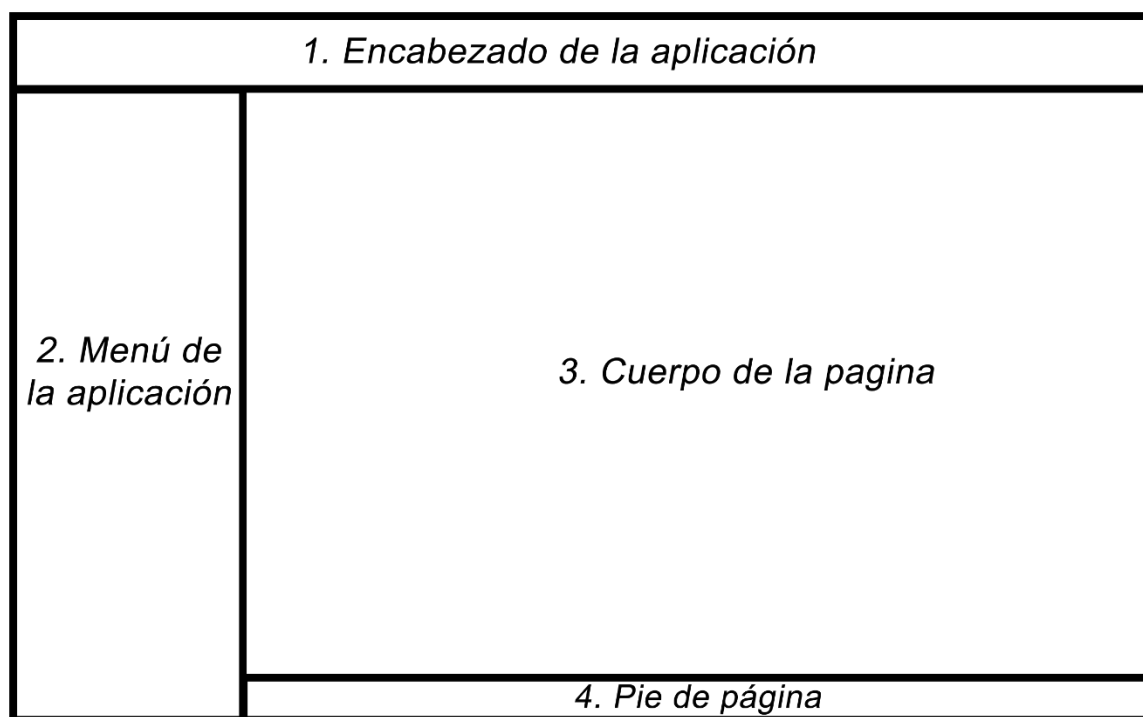 1. Encabezado de la aplicación
2. Menú de
la aplicación
3. Cuerpo de la pagina
4. Pie de página